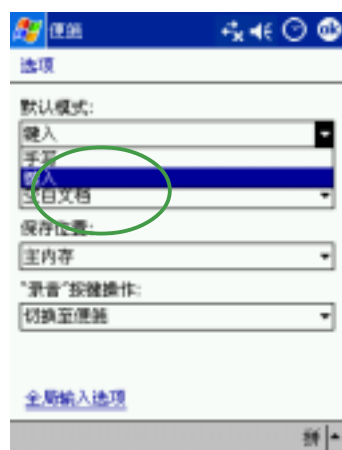 便笺
ok
选项
默认模式:
键入
手写
键入
空白文档
保存位置:
主内存
"录音"按键操作:
切换至便笺
全局输入选项
拼